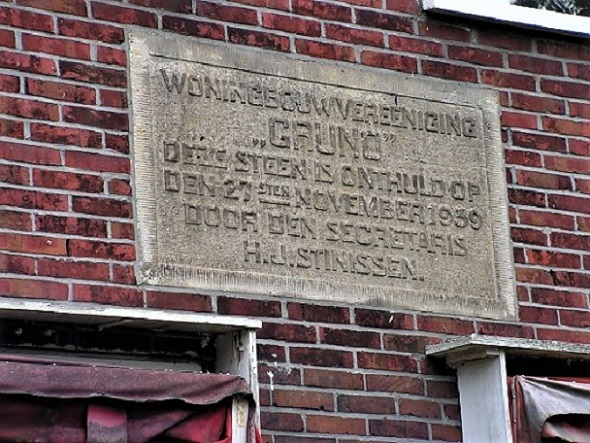 WONINGBOUWVEREENIGING
„GRUNO"
DEZE STEEN IS ONTHULD OP
DEN 27STEN NOVEMBER 1939
DOOR DEN SECRETARIS
H.J. STINISSEN.